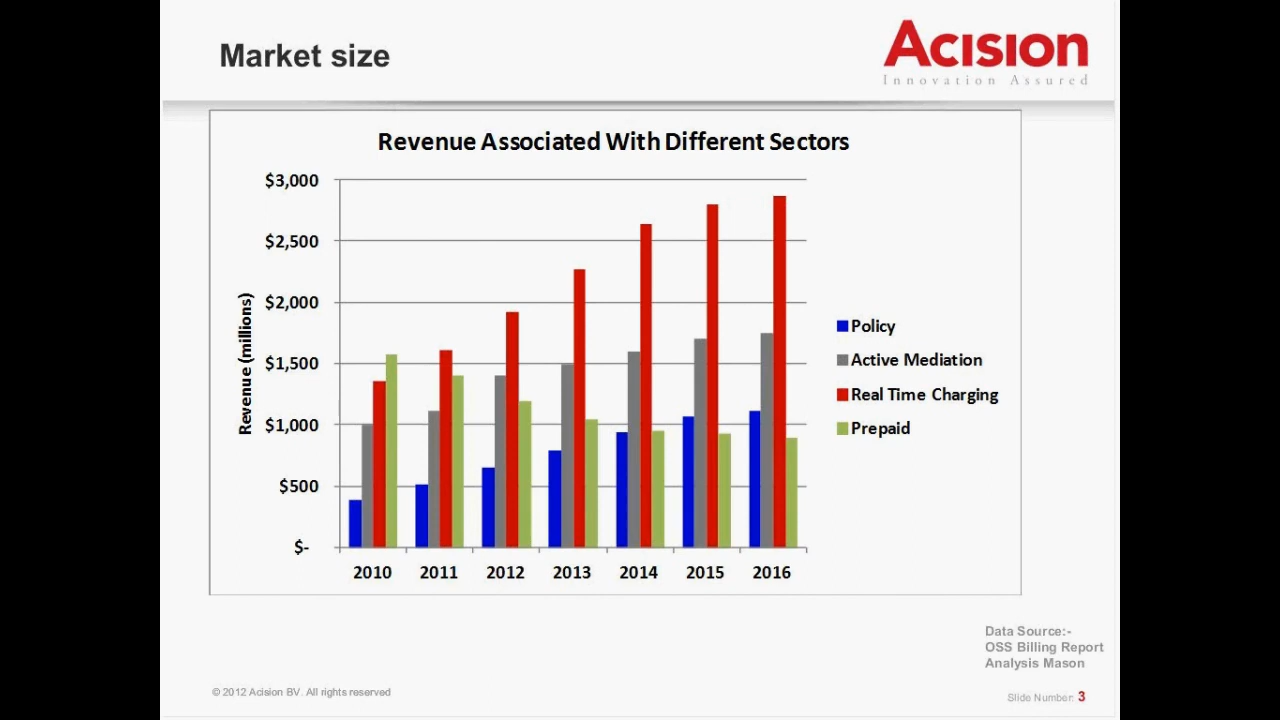 Market size
Acision
Innovation Assured
Revenue Associated With Different Sectors
$3,000
$2,500
$2,000
$1,500
$1,000
$500
$-
Revenue (millions)
2010 2011 2012 2013 2014 2015 2016
Policy
Active Mediation
Real Time Charging
Prepaid
Data Source:-
OSS Billing Report
Analysis Mason
© 2012 Acision BV. All rights reserved
Slide Number: 3